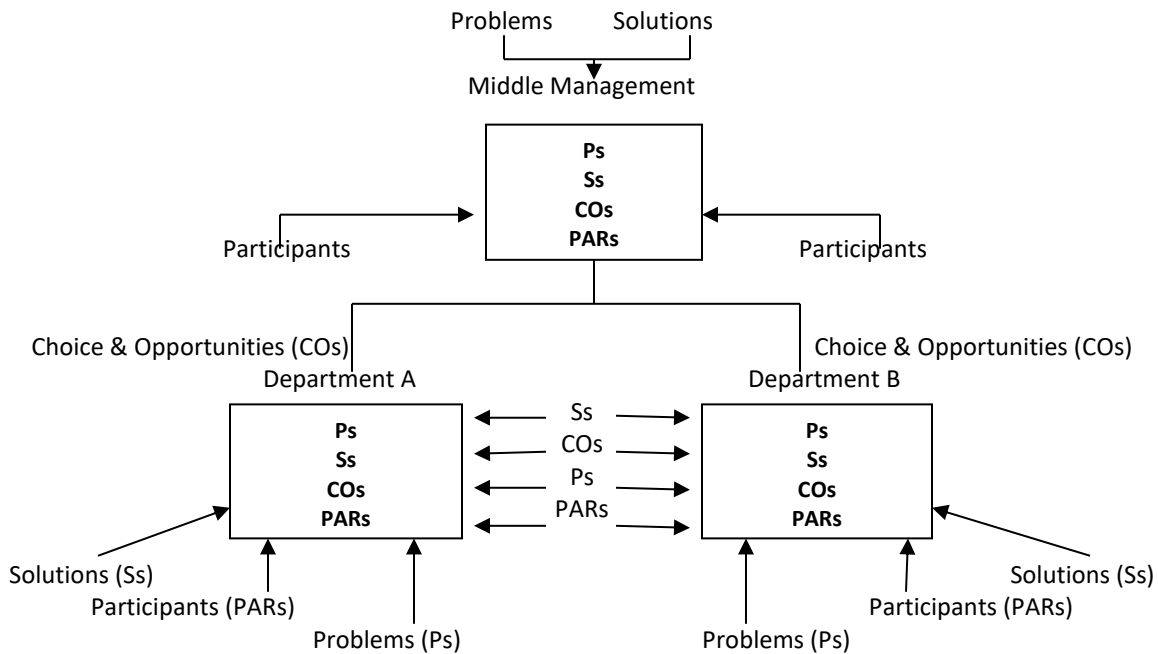 Problems Solutions
Middle Management
Ps
Ss
COs
PARs
Participants Participants
Choice & Opportunities (COs) Choice & Opportunities (COs)
Department A Department B
Ps
Ss
COs
PARs
Ss
COs
Ps
PARs
Ps
Ss
COs
PARs
Solutions (Ss) Solutions (Ss)
Participants (PARs) Participants (PARs)
Problems (Ps) Problems (Ps)